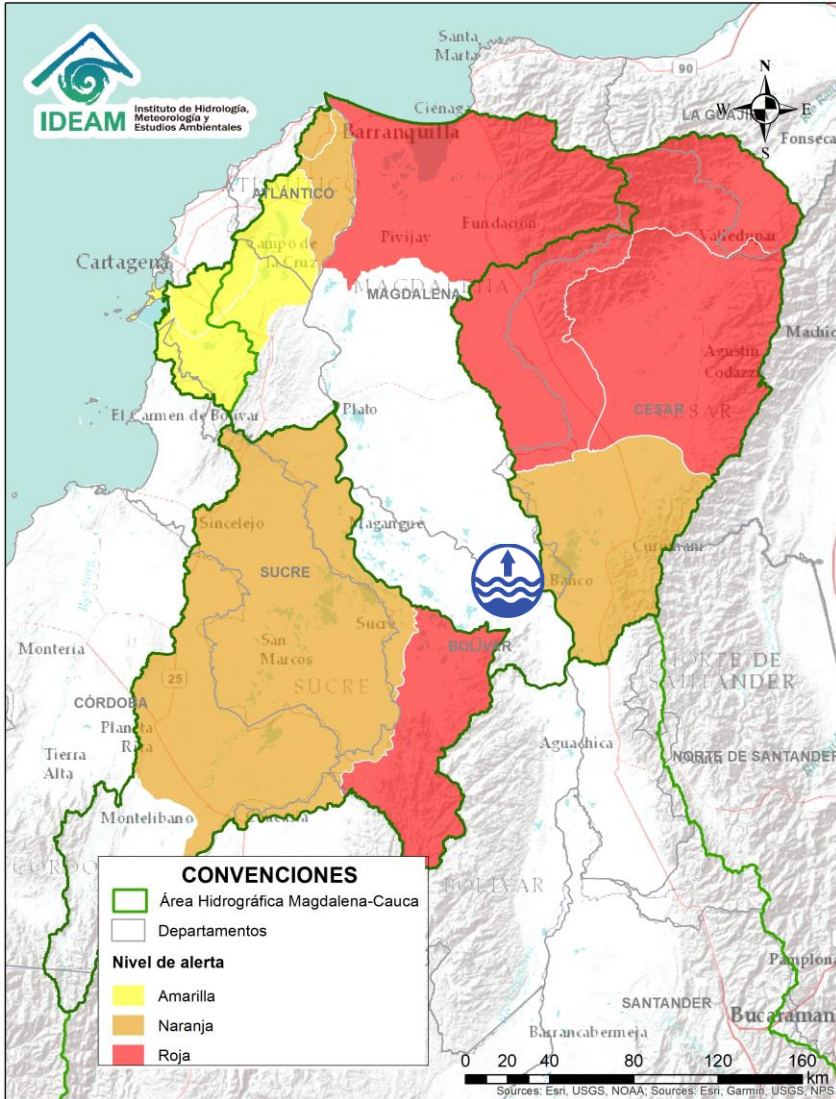 IDEAM
Instituto de Hidrología,
Meteorología y
Estudios Ambientales
Santa
Marta
90
N
W
E
S
Ciénaga
LA GUAJIR
Fonseca
Barranquilla
ATLÁNTICO
Campo de
la Cruz
Pivijay
Fundación
Valledupar
Cartagena
MAGDALENA
MAGDALENA
Agustín
Codazzi
CESAR
CESAR
El Carmen de Bolívar
Plato
Sincelejo
Magangué
SUCRE
Banco
San
Marcos
Sucre
BOLÍVAR
Montería
25
SUCRE
NORTE DE
SANTANDER
CÓRDOBA
Planeta
Rica
Tierra
Alta
Aguachica
NORTE DE SANTANDER
Montelíbano
BOLÍVAR
CONVENCIONES
Área Hidrográfica Magdalena-Cauca
Departamentos
Nivel de alerta
Amarilla
Naranja
Roja
Pamplona
SANTANDER
Bucaraman
Barrancabermeja
0 20 40 80 120 160
km
Sources: Esri, USGS, NOAA; Sources: Esri, Garmin, USGS, NPS